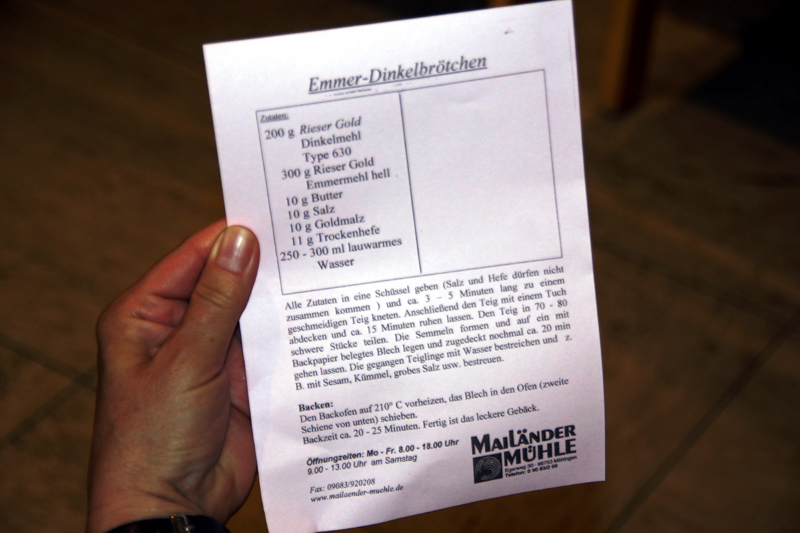 Emmer-Dinkelbrötchen
Zutaten:
200 g Rieser Gold
Dinkelmehl
Type 630
300 g Rieser Gold
Emmermehl hell
10 g Butter
10 g Salz
10 g Goldmalz
11 g Trockenhefe
250 - 300 ml lauwarmes
Wasser
Alle Zutaten in eine Schüssel geben (Salz und Hefe dürfen nicht
zusammen kommen ) und ca. 3 – 5 Minuten lang zu einem
geschmeidigen Teig kneten. Anschließend den Teig mit einem Tuch
abdecken und ca. 15 Minuten ruhen lassen. Den Teig in 70 - 80
schwere Stücke teilen. Die Semmeln formen und auf ein mit
Backpapier belegtes Blech legen und zugedeckt nochmal ca. 20 min
gehen lassen. Die gegangen Teiglinge mit Wasser bestreichen und z.
B. mit Sesam, Kümmel, grobes Salz usw. bestreuen.
Backen:
Den Backofen auf 210° C vorheizen, das Blech in den Ofen (zweite
Schiene von unten) schieben.
Backzeit ca. 20 - 25 Minuten. Fertig ist das leckere Gebäck.
Öffnungzeiten: Mo - Fr. 8.00 - 18.00 Uhr
9.00 - 13.00 Uhr am Samstag
Fax: 09083/920208
www.mailaender-muehle.de
MAILÄNDER
MÜHLE
Telefon: